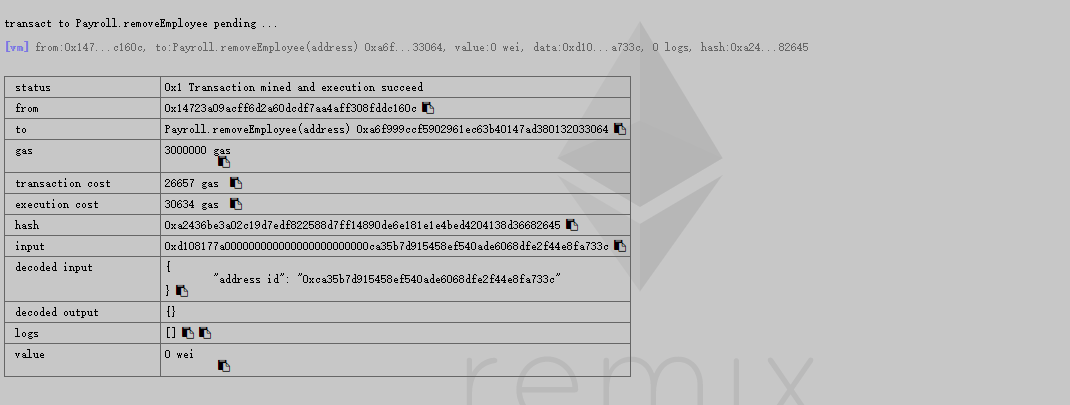 transact to Payroll.removeEmployee pending ...
[vm] from:0x147...c160c, to:Payroll.removeEmployee(address) 0xa6f...33064, value:0 wei, data:0xd10...a733c, 0 logs, hash:0xa24...82645
status 0x1 Transaction mined and execution succeed
from 0x14723a09acff6d2a60dcdf7aa4aff308fddc160c
to Payroll.removeEmployee(address) 0xa6f999ccf5902961ec63b40147ad380132033064
gas 3000000 gas
transaction cost 26657 gas
execution cost 30634 gas
hash 0xa2436be3a02c19d7edf822588d7ff14890de6e181e1e4bed4204138d36682645
input 0xd108177a000000000000000000000000ca35b7d915458ef540ade6068dfe2f44e8fa733c
decoded input {
"address id": "0xca35b7d915458ef540ade6068dfe2f44e8fa733c"
}
decoded output {}
logs []
value 0 wei
remix